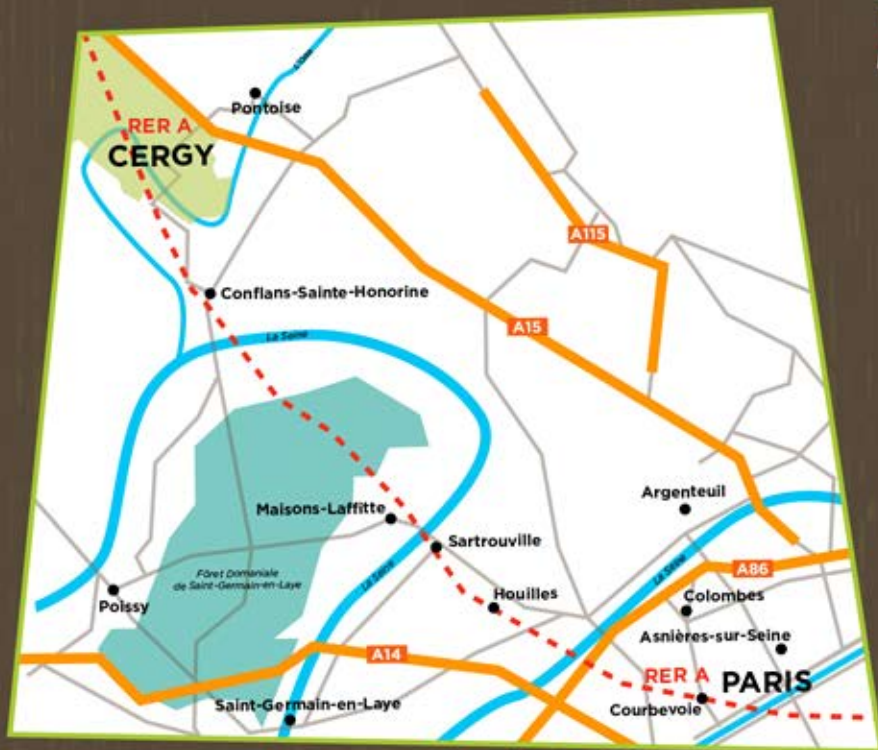 L'Oise
Pontoise
RER A
CERGY
A115
Conflans-Sainte-Honorine
A15
La Seine
Argenteuil
Maisons-Laffitte
Sartrouville
La Seine
La Seine
A86
Fôret Domaniale
de Saint-Germain-en-Laye
Poissy
Houilles
Colombes
Asnières-sur-Seine
A14
RER A
PARIS
Saint-Germain-en-Laye
Courbevoie